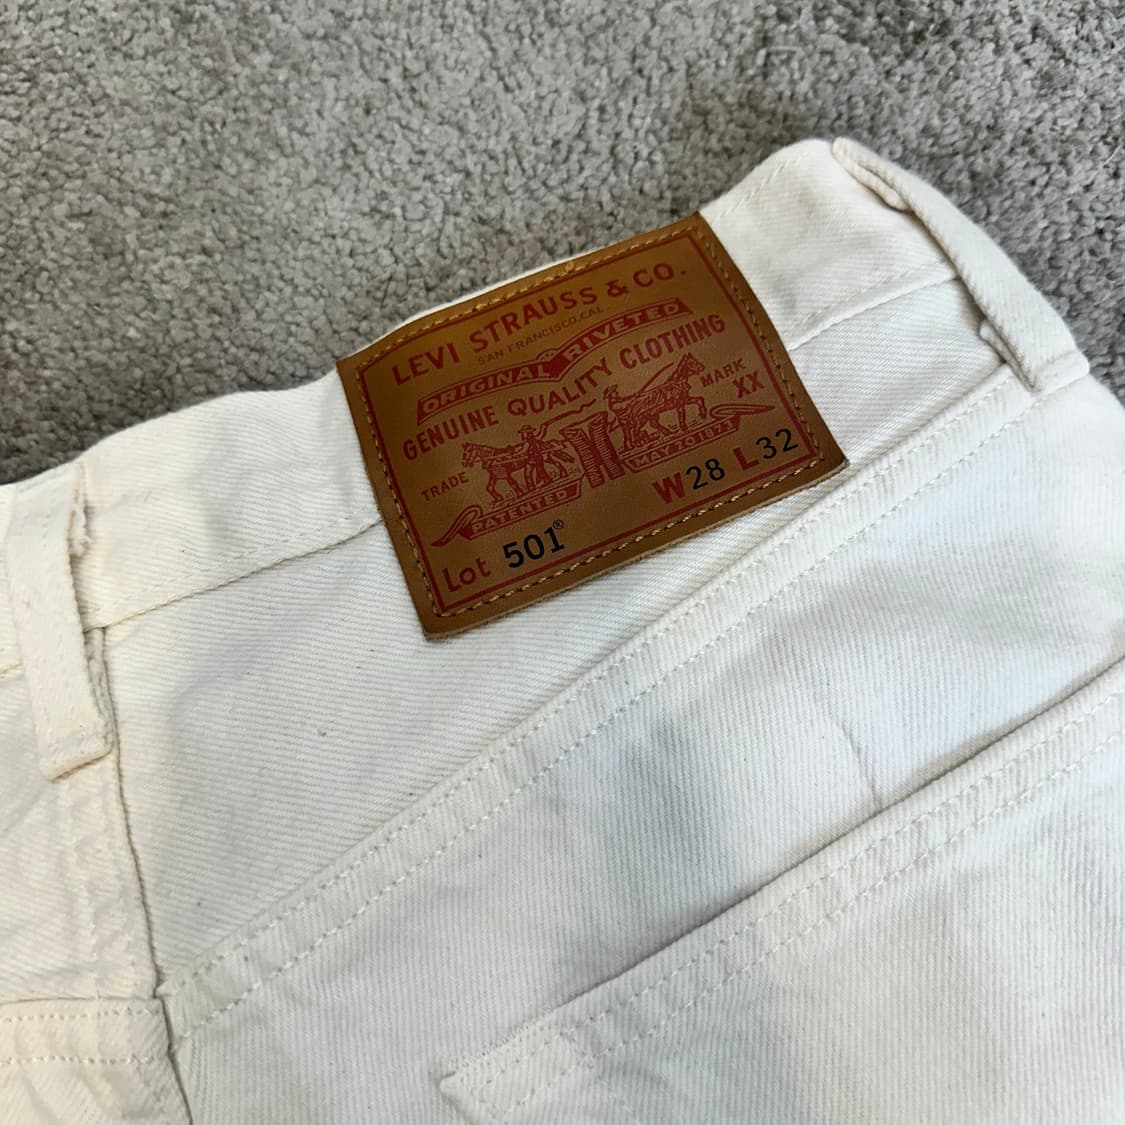 LEVI STRAUSS & CO.
SAN FRANCISCO, CAL.
ORIGINAL RIVETED
GENUINE QUALITY CLOTHING
TRADE MARK
XX
PATENTED MAY 20 1873
Lot 501® W28 L32